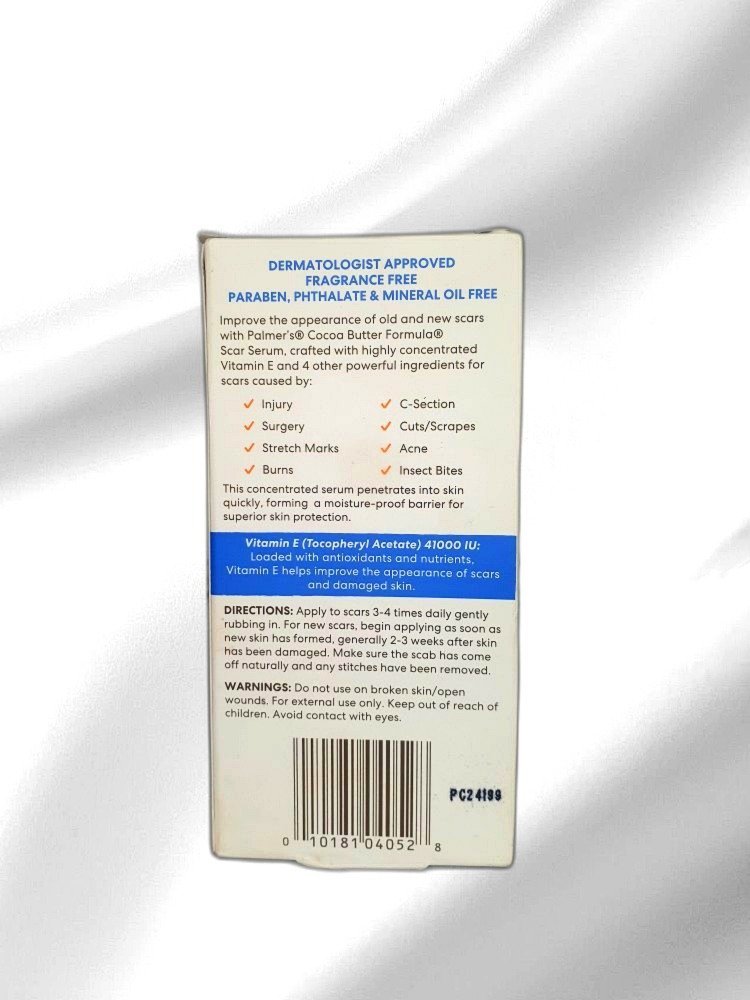 DERMATOLOGIST APPROVED
FRAGRANCE FREE
PARABEN, PHTHALATE & MINERAL OIL FREE
Improve the appearance of old and new scars
with Palmer's® Cocoa Butter Formula®
Scar Serum, crafted with highly concentrated
Vitamin E and 4 other powerful ingredients for
scars caused by:
✓ Injury ✓ C-Section
✓ Surgery ✓ Cuts/Scrapes
✓ Stretch Marks ✓ Acne
✓ Burns ✓ Insect Bites
This concentrated serum penetrates into skin
quickly, forming a moisture-proof barrier for
superior skin protection.
Vitamin E (Tocopheryl Acetate) 41000 IU:
Loaded with antioxidants and nutrients,
Vitamin E helps improve the appearance of scars
and damaged skin.
DIRECTIONS: Apply to scars 3-4 times daily gently
rubbing in. For new scars, begin applying as soon as
new skin has formed, generally 2-3 weeks after skin
has been damaged. Make sure the scab has come
off naturally and any stitches have been removed.
WARNINGS: Do not use on broken skin/open
wounds. For external use only. Keep out of reach of
children. Avoid contact with eyes.
PC24199
0 10181 04052 8